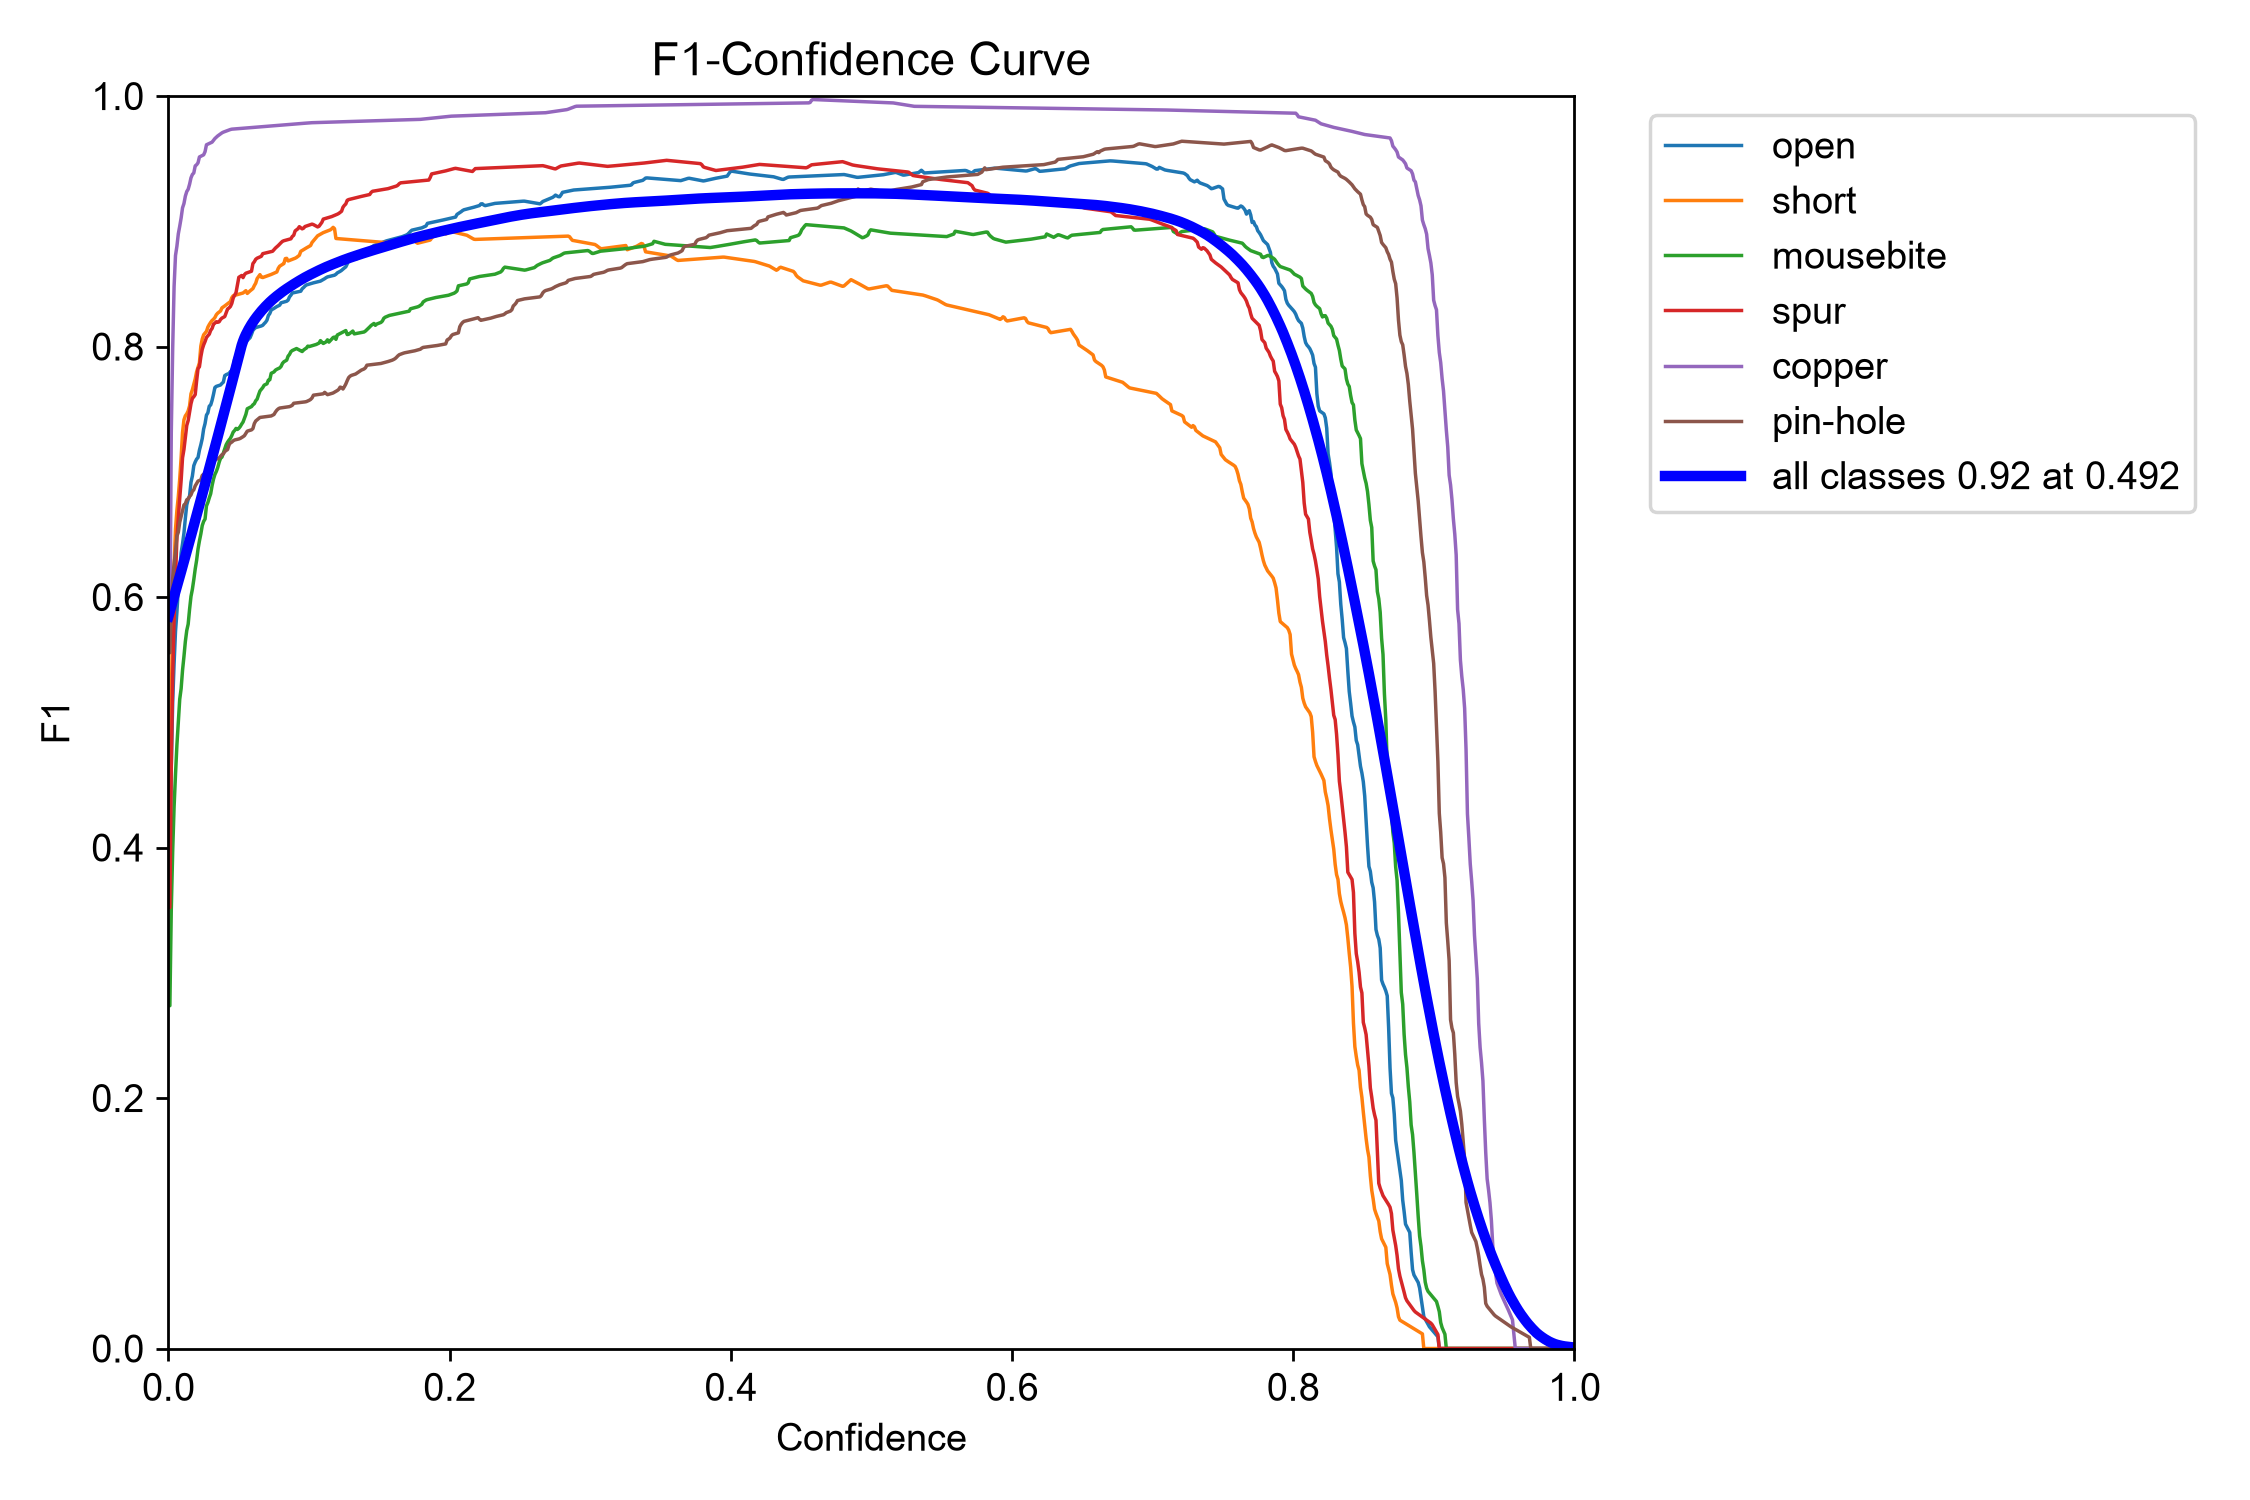 F1-Confidence Curve
1.0
0.8
0.6
0.4
0.2
0.0
F1
0.0 0.2 0.4 0.6 0.8 1.0
Confidence
open
short
mousebite
spur
copper
pin-hole
all classes 0.92 at 0.492